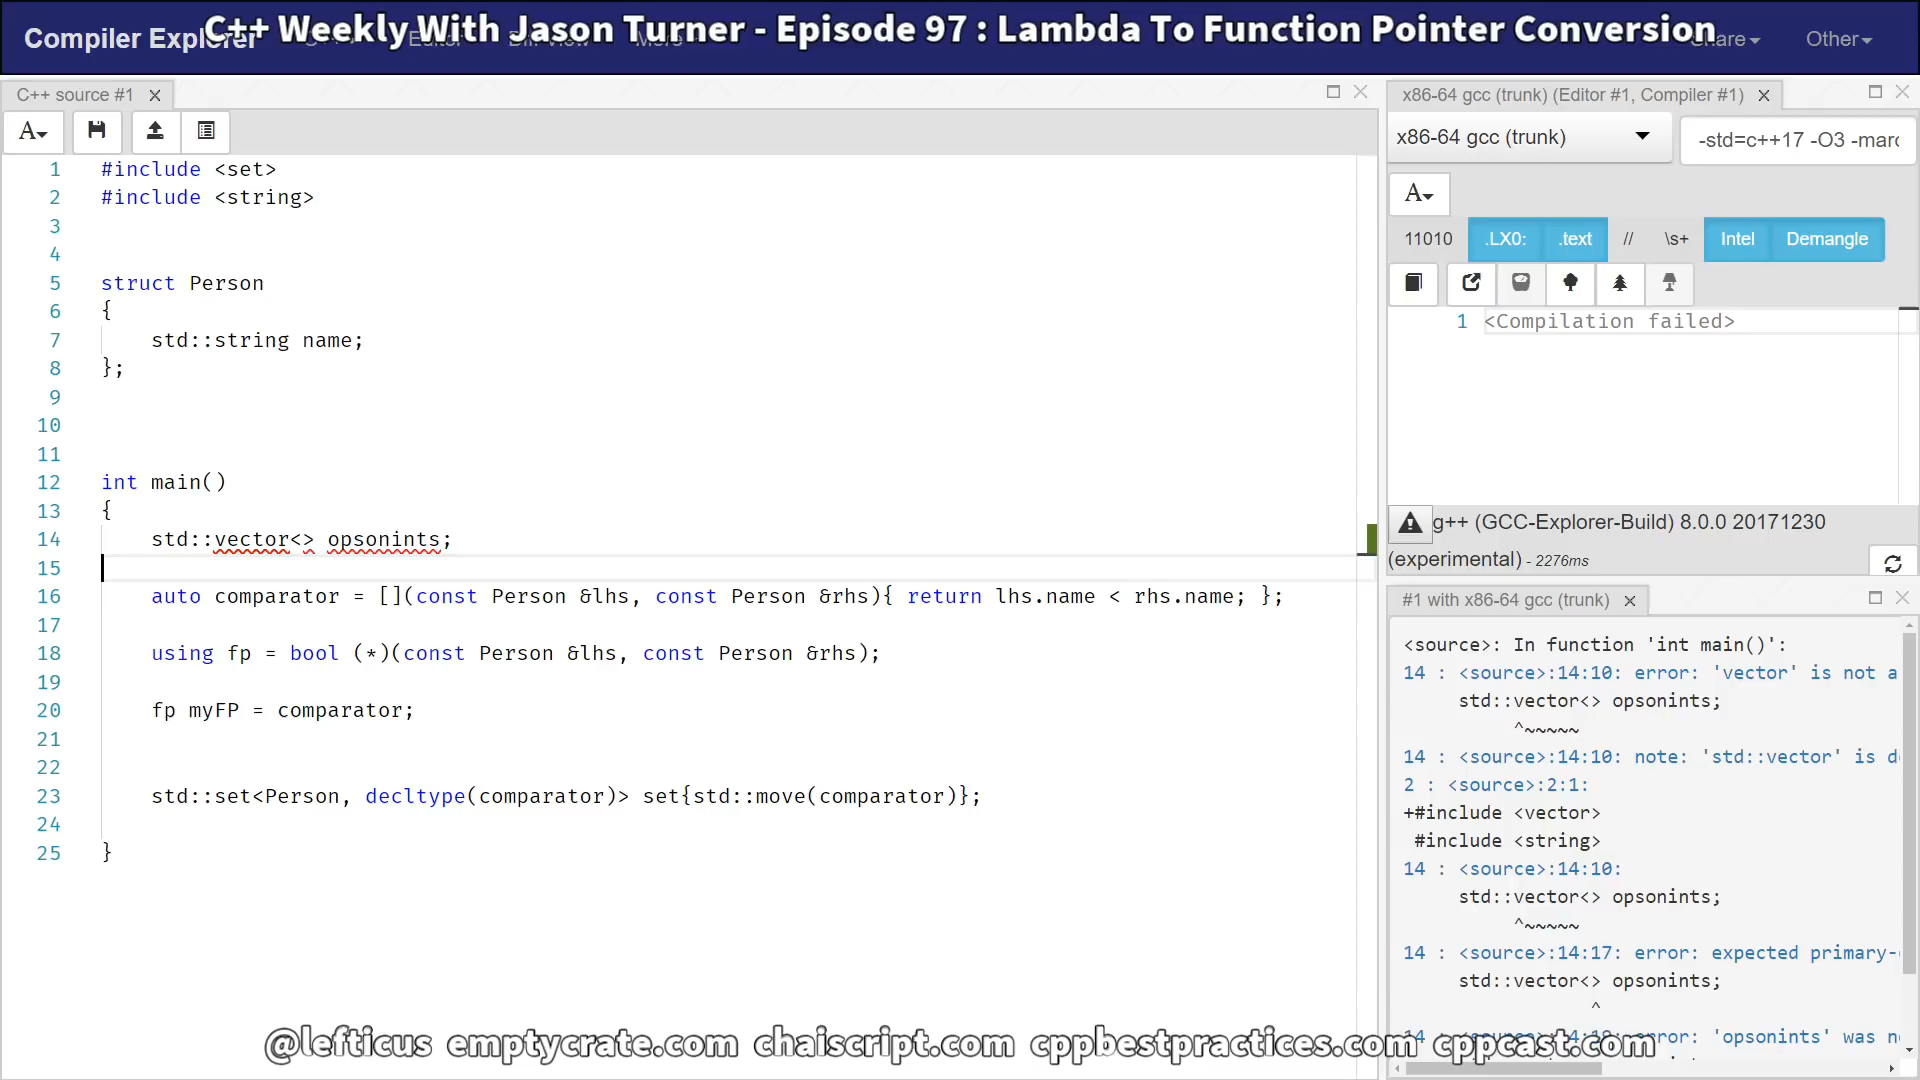 C++ Weekly With Jason Turner - Episode 97 : Lambda To Function Pointer Conversion
Compiler Explorer Editor Diff View More Share Other
C++ source #1
A
1 #include <set>
2 #include <string>
3
4
5 struct Person
6 {
7 std::string name;
8 };
9
10
11
12 int main()
13 {
14 std::vector<> opsonints;
15
16 auto comparator = [](const Person &lhs, const Person &rhs){ return lhs.name < rhs.name; };
17
18 using fp = bool (*)(const Person &lhs, const Person &rhs);
19
20 fp myFP = comparator;
21
22
23 std::set<Person, decltype(comparator)> set{std::move(comparator)};
24
25 }
x86-64 gcc (trunk) (Editor #1, Compiler #1)
x86-64 gcc (trunk) -std=c++17 -O3 -marc
A
11010 .LX0: .text // \s+ Intel Demangle
1 <Compilation failed>
g++ (GCC-Explorer-Build) 8.0.0 20171230
(experimental) - 2276ms
#1 with x86-64 gcc (trunk)
<source>: In function 'int main()':
14 : <source>:14:10: error: 'vector' is not a
std::vector<> opsonints;
^~~~~~
14 : <source>:14:10: note: 'std::vector' is de
2 : <source>:2:1:
+#include <vector>
#include <string>
14 : <source>:14:10:
std::vector<> opsonints;
^~~~~~
14 : <source>:14:17: error: expected primary-
std::vector<> opsonints;
^
14 : <source>:14:19: error: 'opsonints' was no
@lefticus emptycrate.com chaiscript.com cppbestpractices.com cppcast.com